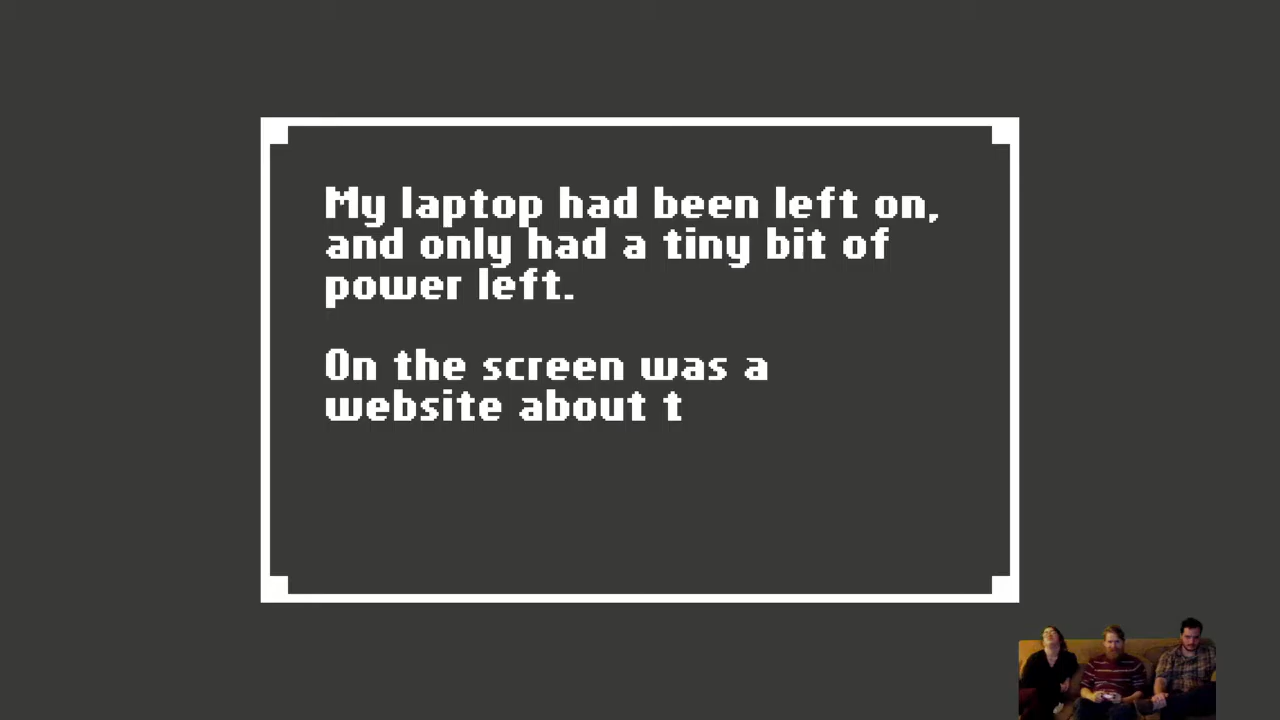 My laptop had been left on,
and only had a tiny bit of
power left.
On the screen was a
website about t